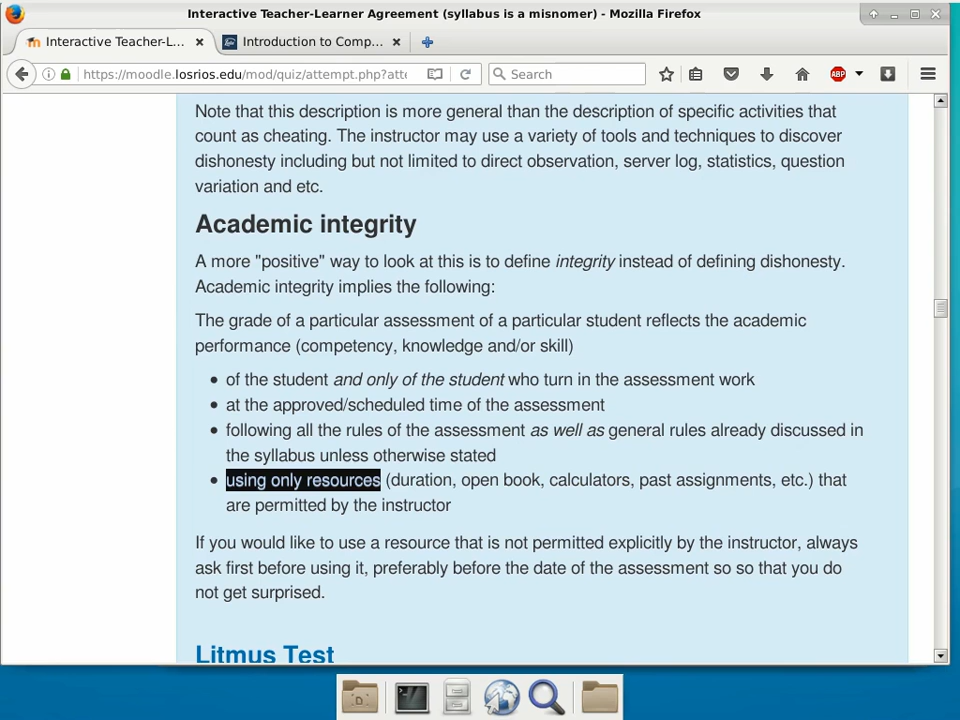 Interactive Teacher-Learner Agreement (syllabus is a misnomer) - Mozilla Firefox
Interactive Teacher-L...
Introduction to Comp...
https://moodle.losrios.edu/mod/quiz/attempt.php?atte
Search
ABP
Note that this description is more general than the description of specific activities that
count as cheating. The instructor may use a variety of tools and techniques to discover
dishonesty including but not limited to direct observation, server log, statistics, question
variation and etc.
Academic integrity
A more "positive" way to look at this is to define integrity instead of defining dishonesty.
Academic integrity implies the following:
The grade of a particular assessment of a particular student reflects the academic
performance (competency, knowledge and/or skill)
• of the student and only of the student who turn in the assessment work
• at the approved/scheduled time of the assessment
• following all the rules of the assessment as well as general rules already discussed in
the syllabus unless otherwise stated
• using only resources (duration, open book, calculators, past assignments, etc.) that
are permitted by the instructor
If you would like to use a resource that is not permitted explicitly by the instructor, always
ask first before using it, preferably before the date of the assessment so so that you do
not get surprised.
Litmus Test